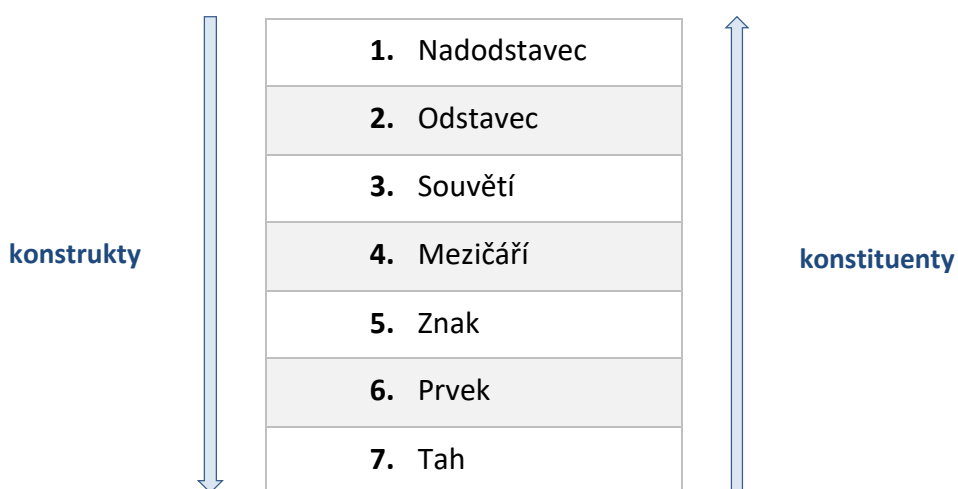 1. Nadodstavec
2. Odstavec
3. Souvětí
konstrukty
4. Mezičáří
konstituenty
5. Znak
6. Prvek
7. Tah